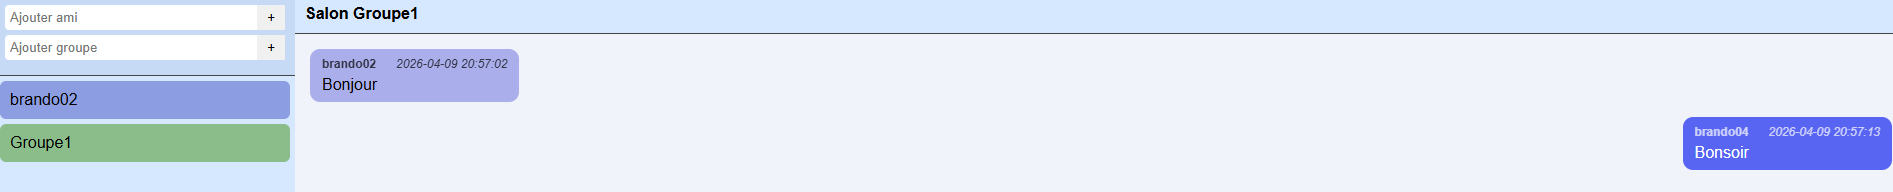 Ajouter ami +
Ajouter groupe +
brando02
Groupe1
Salon Groupe1
brando02 2026-04-09 20:57:02
Bonjour
brando04 2026-04-09 20:57:13
Bonsoir